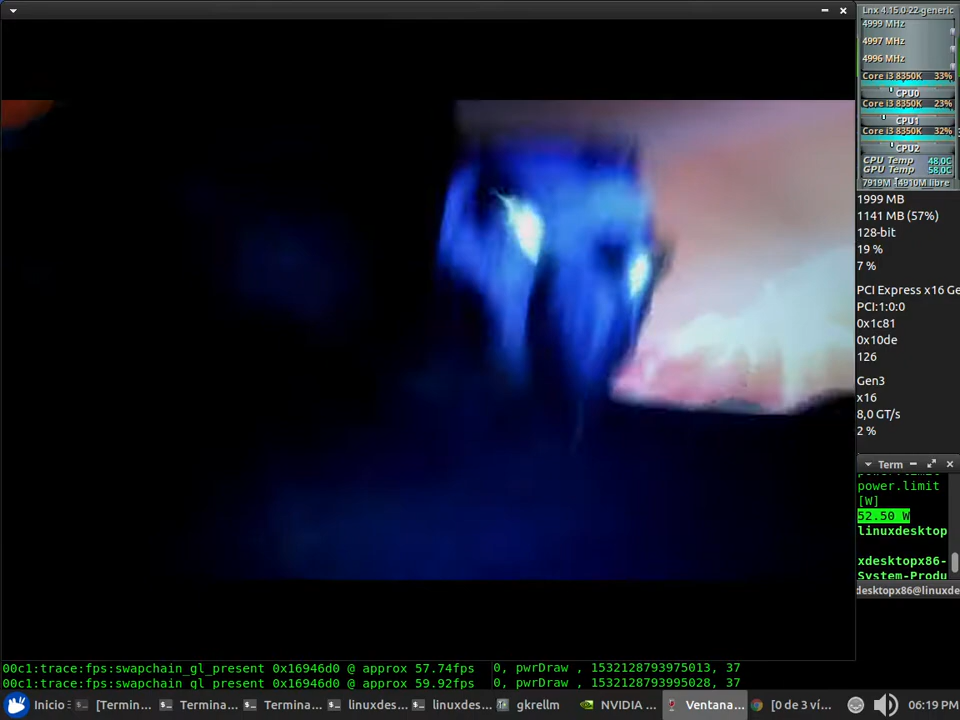 Lnx 4.15.0-22-generic
4999 MHz
4997 MHz
4996 MHz
Core i3 8350K 33%
CPU0
Core i3 8350K 23%
CPU1
Core i3 8350K 32%
CPU2
CPU Temp 48,0C
GPU Temp 58,0C
7919M 14910M libre
1999 MB
1141 MB (57%)
128-bit
19 %
7 %
PCI Express x16 Ge
PCI:1:0:0
0x1c81
0x10de
126
Gen3
x16
8,0 GT/s
2 %
Term
power.limit
[W]
52.50 W
linuxdesktop
xdesktopx86-
System-Produ
desktopx86@linuxde
00c1:trace:fps:swapchain_gl_present 0x16946d0 @ approx 57.74fps
00c1:trace:fps:swapchain_gl_present 0x16946d0 @ approx 59.92fps
0, pwrDraw , 1532128793975013, 37
0, pwrDraw , 1532128793995028, 37
Inicio [Termin... Termina... Termina... linuxdes... linuxdes... gkrellm NVIDIA ... Ventana... [0 de 3 ví... 06:19 PM